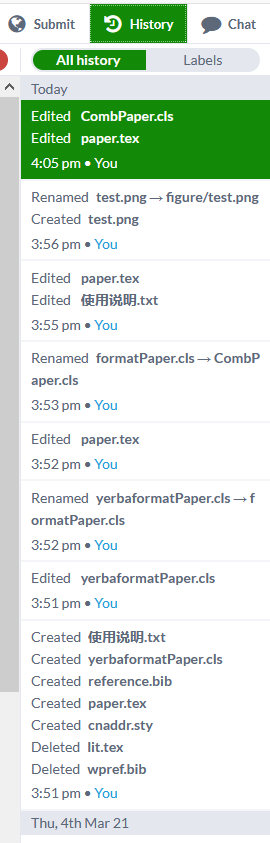 Submit History Chat
All history Labels
Today
Edited CombPaper.cls
Edited paper.tex
4:05 pm • You
Renamed test.png → figure/test.png
Created test.png
3:56 pm • You
Edited paper.tex
Edited 使用说明.txt
3:55 pm • You
Renamed formatPaper.cls → CombP
aper.cls
3:53 pm • You
Edited paper.tex
3:52 pm • You
Renamed yerbaformatPaper.cls → f
ormatPaper.cls
3:52 pm • You
Edited yerbaformatPaper.cls
3:51 pm • You
Created 使用说明.txt
Created yerbaformatPaper.cls
Created reference.bib
Created paper.tex
Created cnaddr.sty
Deleted lit.tex
Deleted wpref.bib
3:51 pm • You
Thu, 4th Mar 21